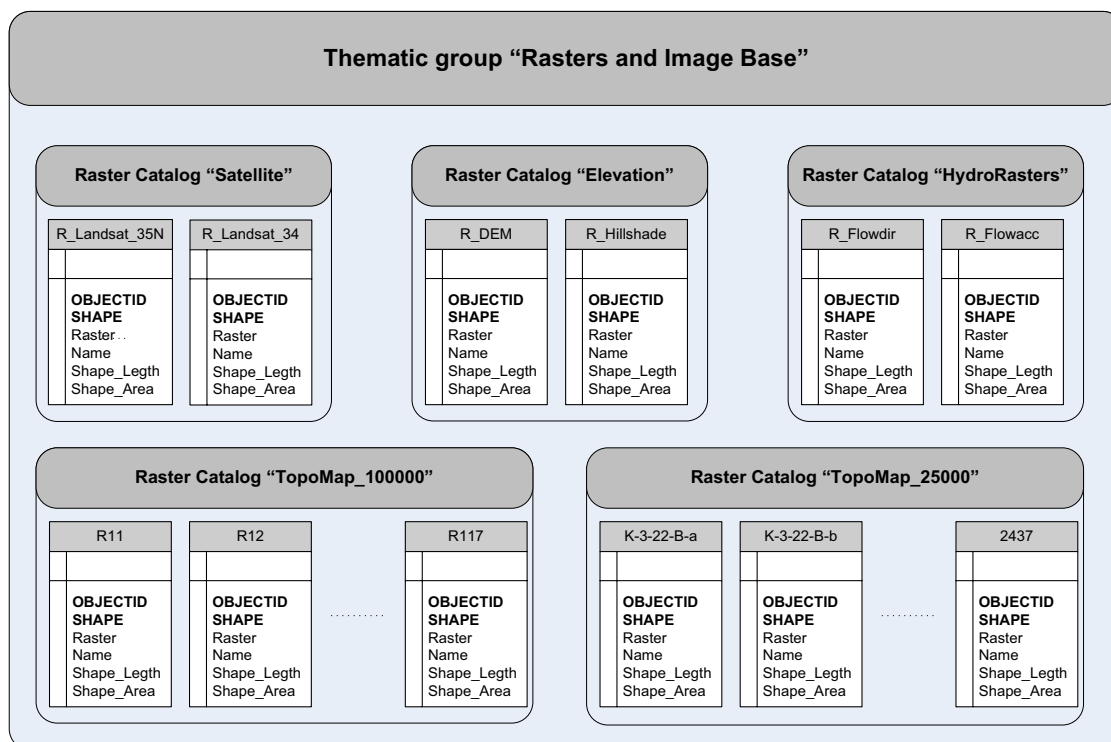 Thematic group “Rasters and Image Base”
Raster Catalog “Satellite”
R_Landsat_35N
OBJECTID
SHAPE
Raster . .
Name
Shape_Legth
Shape_Area
R_Landsat_34
OBJECTID
SHAPE
Raster
Name
Shape_Legth
Shape_Area
Raster Catalog “Elevation”
R_DEM
OBJECTID
SHAPE
Raster
Name
Shape_Legth
Shape_Area
R_Hillshade
OBJECTID
SHAPE
Raster
Name
Shape_Legth
Shape_Area
Raster Catalog “HydroRasters”
R_Flowdir
OBJECTID
SHAPE
Raster
Name
Shape_Legth
Shape_Area
R_Flowacc
OBJECTID
SHAPE
Raster
Name
Shape_Legth
Shape_Area
Raster Catalog “TopoMap_100000”
R11
OBJECTID
SHAPE
Raster
Name
Shape_Legth
Shape_Area
R12
OBJECTID
SHAPE
Raster
Name
Shape_Legth
Shape_Area
. . . . . . . . . .
R117
OBJECTID
SHAPE
Raster
Name
Shape_Legth
Shape_Area
Raster Catalog “TopoMap_25000”
K-3-22-B-a
OBJECTID
SHAPE
Raster
Name
Shape_Legth
Shape_Area
K-3-22-B-b
OBJECTID
SHAPE
Raster
Name
Shape_Legth
Shape_Area
. . . . . . . . . .
2437
OBJECTID
SHAPE
Raster
Name
Shape_Legth
Shape_Area